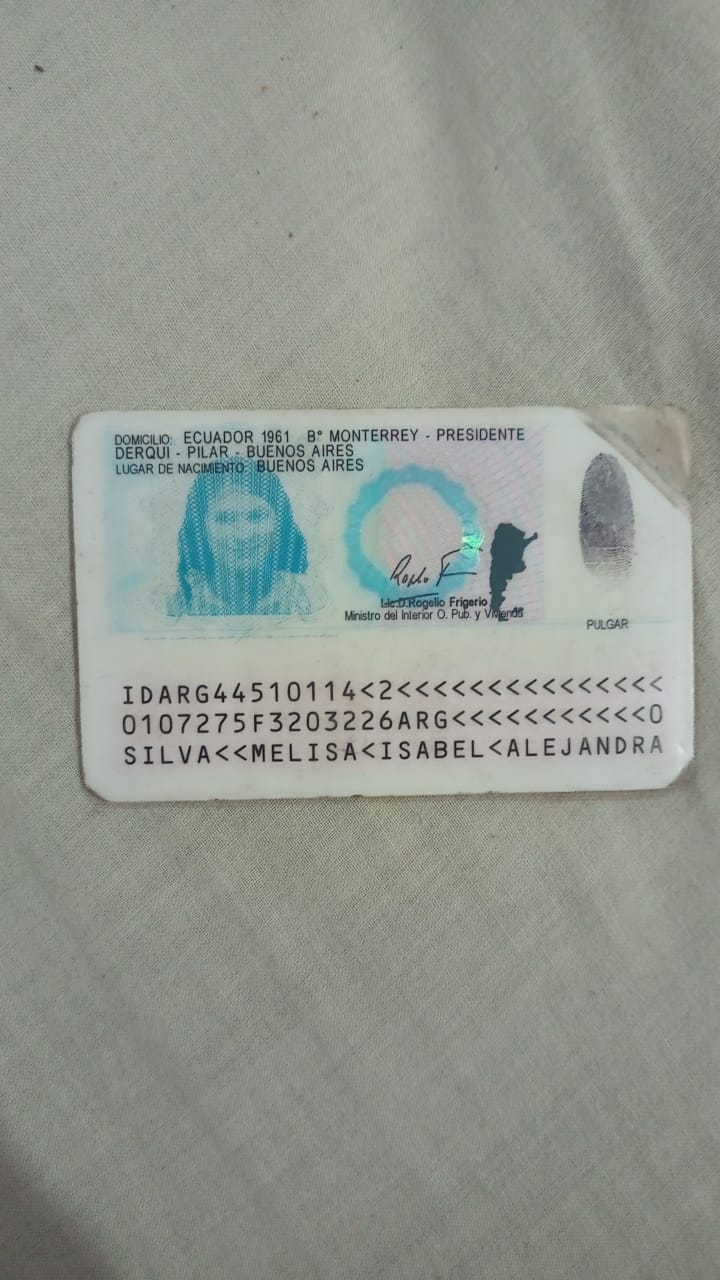 DOMICILIO: ECUADOR 1961 B° MONTERREY - PRESIDENTE
DERQUI - PILAR - BUENOS AIRES
LUGAR DE NACIMIENTO: BUENOS AIRES
Lic.D.Rogelio Frigerio
Ministro del Interior O. Pub. y Vivienda
PULGAR
IDARG44510114<2<<<<<<<<<<<<<<<
0107275F3203226ARG<<<<<<<<<<<0
SILVA<<MELISA<ISABEL<ALEJANDRA